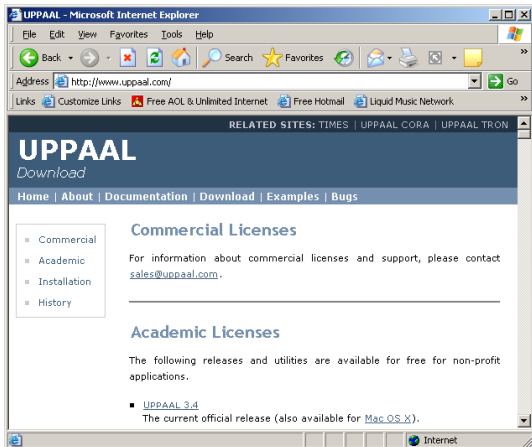 UPPAAL - Microsoft Internet Explorer
File Edit View Favorites Tools Help
Back Search Favorites
Address http://www.uppaal.com/ Go
Links Customize Links Free AOL & Unlimited Internet Free Hotmail Liquid Music Network
RELATED SITES: TIMES | UPPAAL CORA | UPPAAL TRON
UPPAAL
Download
Home | About | Documentation | Download | Examples | Bugs
Commercial
Academic
Installation
History
Commercial Licenses
For information about commercial licenses and support, please contact
sales@uppaal.com.
Academic Licenses
The following releases and utilities are available for free for non-profit
applications.
UPPAAL 3.4
The current official release (also available for Mac OS X).
Internet